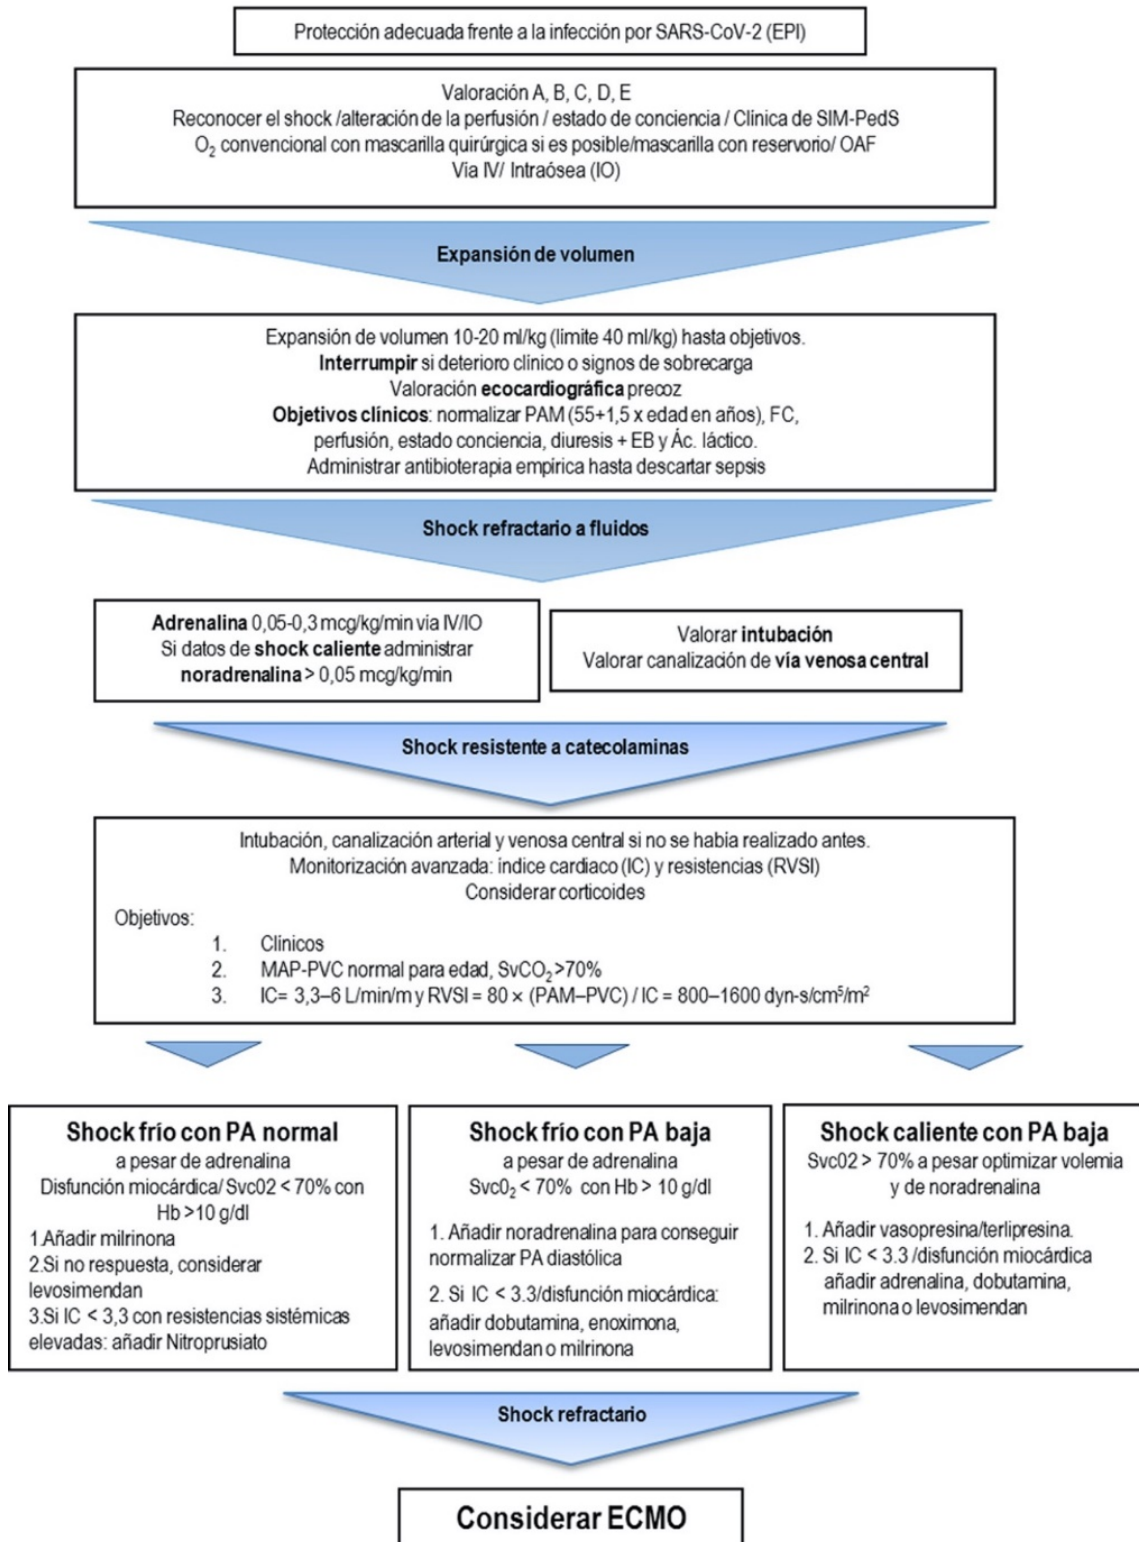 Protección adecuada frente a la infección por SARS-CoV-2 (EPI)
Valoración A, B, C, D, E
Reconocer el shock /alteración de la perfusión / estado de conciencia / Clínica de SIM-PedS
O₂ convencional con mascarilla quirúrgica si es posible/mascarilla con reservorio/ OAF
Vía IV/ Intraósea (IO)
Expansión de volumen
Expansión de volumen 10-20 ml/kg (límite 40 ml/kg) hasta objetivos.
Interrumpir si deterioro clínico o signos de sobrecarga
Valoración ecocardiográfica precoz
Objetivos clínicos: normalizar PAM (55+1,5 x edad en años), FC,
perfusión, estado conciencia, diuresis + EB y Ác. láctico.
Administrar antibioterapia empírica hasta descartar sepsis
Shock refractario a fluidos
Adrenalina 0,05-0,3 mcg/kg/min vía IV/IO
Si datos de shock caliente administrar
noradrenalina > 0,05 mcg/kg/min
Valorar intubación
Valorar canalización de vía venosa central
Shock resistente a catecolaminas
Intubación, canalización arterial y venosa central si no se había realizado antes.
Monitorización avanzada: índice cardiaco (IC) y resistencias (RVSI)
Considerar corticoides
Objetivos:
1. Clínicos
2. MAP-PVC normal para edad, SvCO₂ >70%
3. IC= 3,3–6 L/min/m y RVSI = 80 × (PAM–PVC) / IC = 800–1600 dyn-s/cm⁵/m²
Shock frío con PA normal
a pesar de adrenalina
Disfunción miocárdica/ Svc02 < 70% con
Hb >10 g/dl
1.Añadir milrinona
2.Si no respuesta, considerar
levosimendan
3.Si IC < 3,3 con resistencias sistémicas
elevadas: añadir Nitroprusiato
Shock frío con PA baja
a pesar de adrenalina
Svc0₂ < 70% con Hb > 10 g/dl
1. Añadir noradrenalina para conseguir
normalizar PA diastólica
2. Si IC < 3.3/disfunción miocárdica:
añadir dobutamina, enoximona,
levosimendan o milrinona
Shock caliente con PA baja
Svc02 > 70% a pesar optimizar volemia
y de noradrenalina
1. Añadir vasopresina/terlipresina.
2. Si IC < 3.3 /disfunción miocárdica
añadir adrenalina, dobutamina,
milrinona o levosimendan
Shock refractario
Considerar ECMO